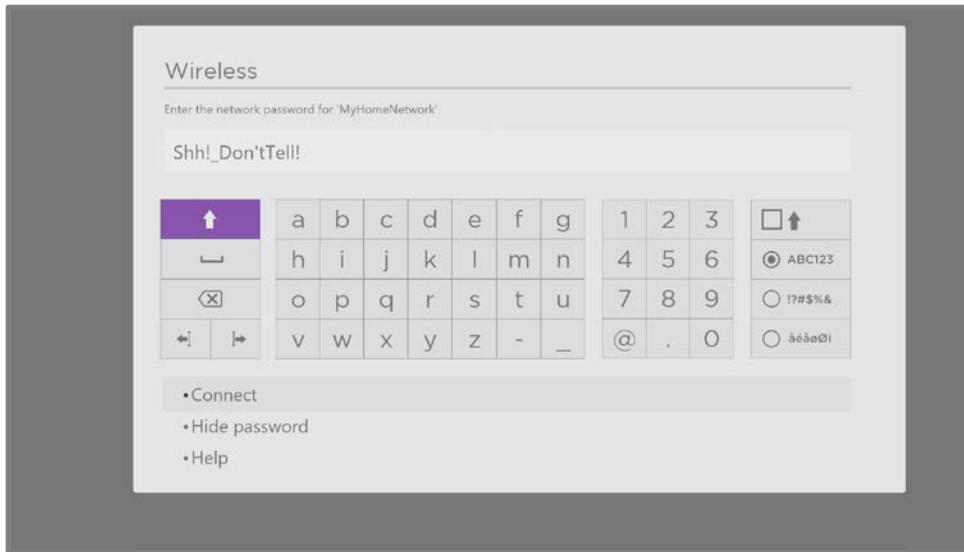 Wireless
Enter the network password for 'MyHomeNetwork'
Shh!_Don'tTell!
a b c d e f g 1 2 3
h i j k l m n 4 5 6 ABC123
o p q r s t u 7 8 9 !?#$%&
v w x y z - _ @ . 0 âéãøØi
•Connect
•Hide password
•Help